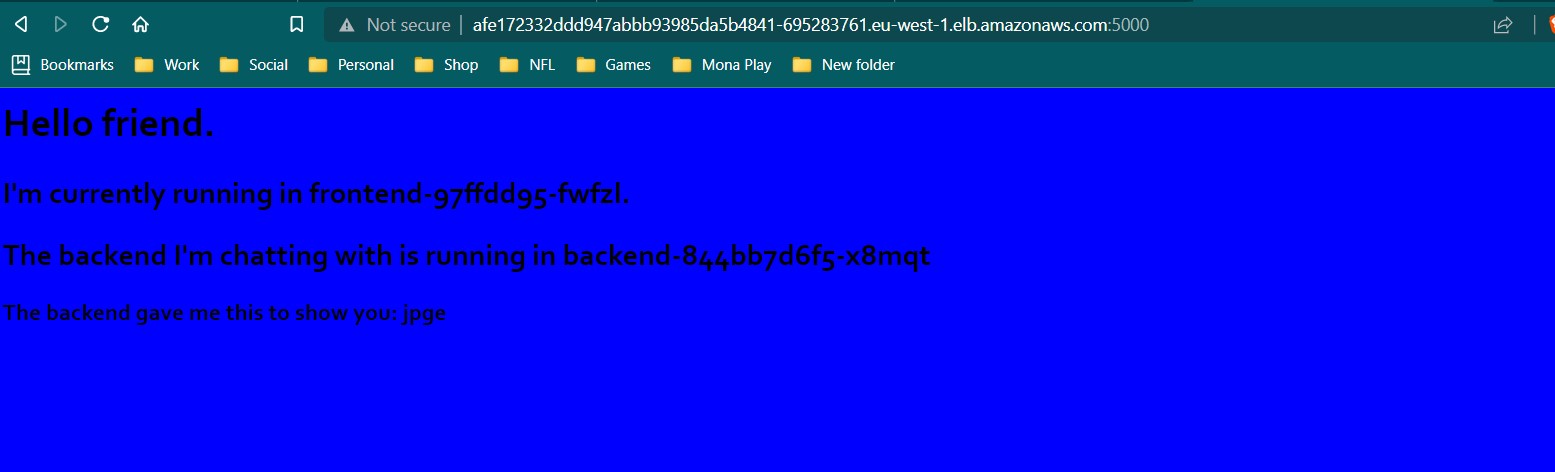 Not secure | afe172332ddd947abbb93985da5b4841-695283761.eu-west-1.elb.amazonaws.com:5000
Bookmarks Work Social Personal Shop NFL Games Mona Play New folder
Hello friend.
I'm currently running in frontend-97ffdd95-fwfzl.
The backend I'm chatting with is running in backend-844bb7d6f5-x8mqt
The backend gave me this to show you: jpge